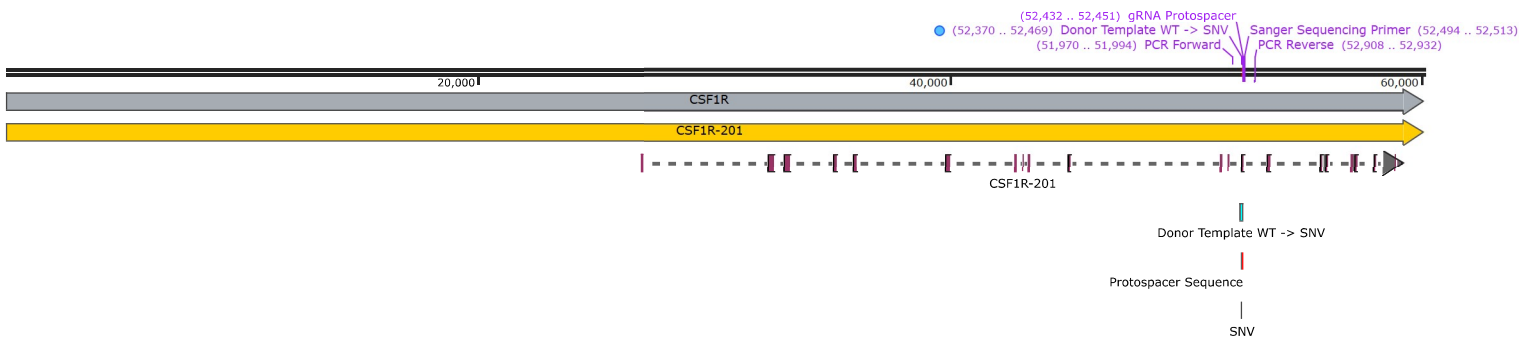 (52,432 .. 52,451) gRNA Protospacer
(52,370 .. 52,469) Donor Template WT -> SNV Sanger Sequencing Primer (52,494 .. 52,513)
(51,970 .. 51,994) PCR Forward PCR Reverse (52,908 .. 52,932)
20,000 40,000 60,000
CSF1R
CSF1R-201
CSF1R-201
Donor Template WT -> SNV
Protospacer Sequence
SNV